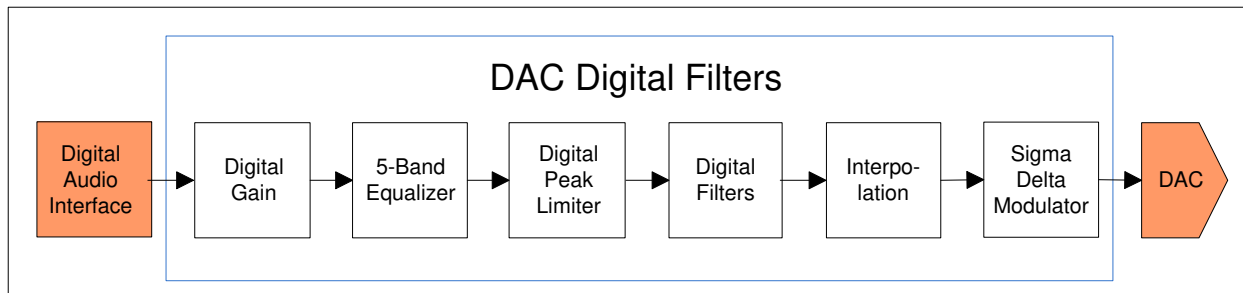 DAC Digital Filters
Digital
Audio
Interface
Digital
Gain
5-Band
Equalizer
Digital
Peak
Limiter
Digital
Filters
Interpo-
lation
Sigma
Delta
Modulator
DAC